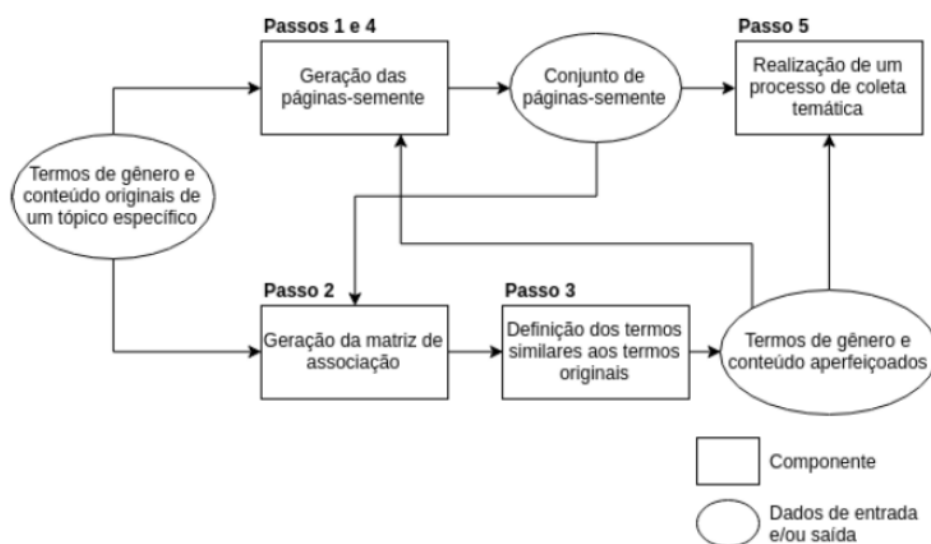 Passos 1 e 4
Geração das
páginas-semente
Conjunto de
páginas-semente
Passo 5
Realização de um
processo de coleta
temática
Termos de gênero e
conteúdo originais de
um tópico específico
Passo 2
Geração da matriz de
associação
Passo 3
Definição dos termos
similares aos termos
originais
Termos de gênero e
conteúdo aperfeiçoados
Componente
Dados de entrada
e/ou saída